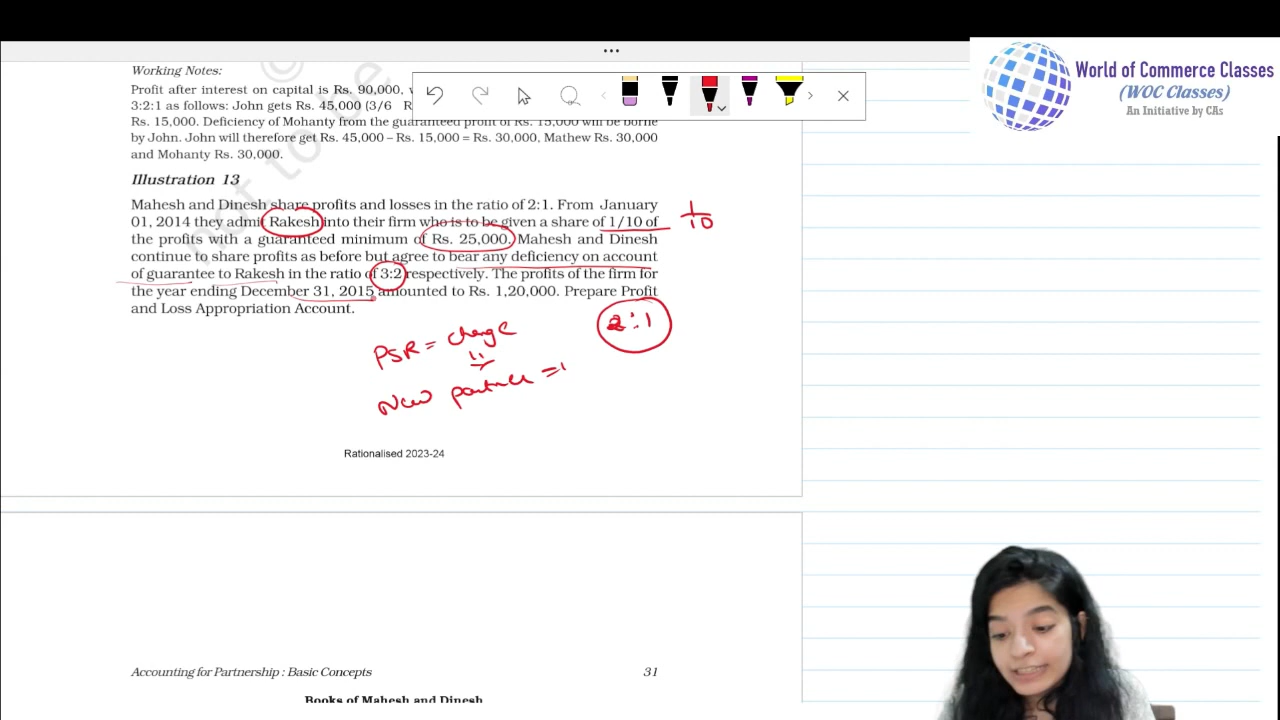 •••
Working Notes:
Profit after interest on capital is Rs. 90,000,
3:2:1 as follows: John gets Rs. 45,000 (3/6 R
Rs. 15,000. Deficiency of Mohanty from the guaranteed profit of Rs. 15,000 will be borne
by John. John will therefore get Rs. 45,000 – Rs. 15,000 = Rs. 30,000, Mathew Rs. 30,000
and Mohanty Rs. 30,000.
World of Commerce Classes
(WOC Classes)
An Initiative by CAs
Illustration 13
Mahesh and Dinesh share profits and losses in the ratio of 2:1. From January
01, 2014 they admit Rakesh into their firm who is to be given a share of 1/10 of
the profits with a guaranteed minimum of Rs. 25,000. Mahesh and Dinesh
continue to share profits as before but agree to bear any deficiency on account
of guarantee to Rakesh in the ratio of 3:2 respectively. The profits of the firm for
the year ending December 31, 2015 amounted to Rs. 1,20,000. Prepare Profit
and Loss Appropriation Account.
1/10
2:1
PSR = change
New partner =
©
not to be
Rationalised 2023-24
Accounting for Partnership : Basic Concepts 31
Books of Mahesh and Dinesh